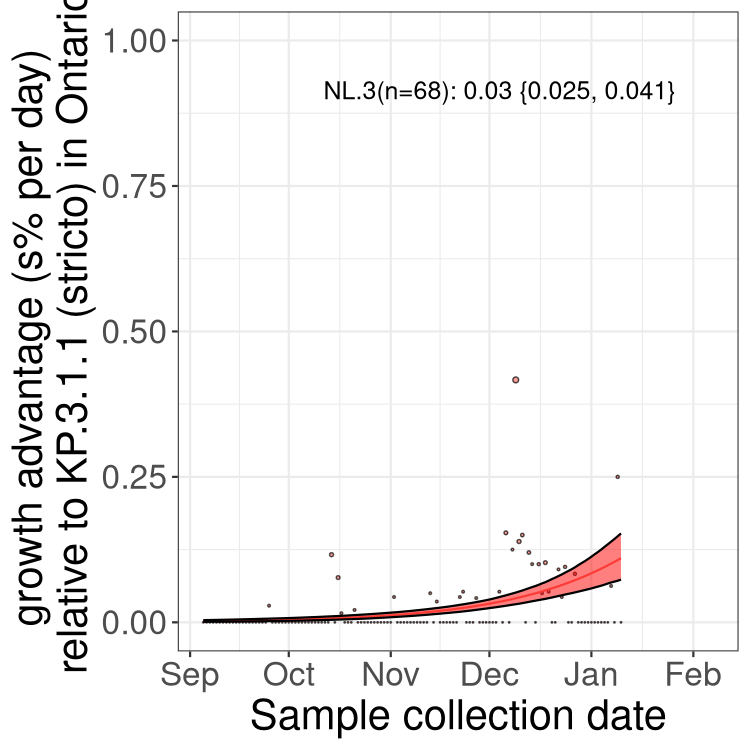 growth advantage (s% per day)
relative to KP.3.1.1 (stricto) in Ontario
1.00
0.75
0.50
0.25
0.00
NL.3(n=68): 0.03 {0.025, 0.041}
Sep Oct Nov Dec Jan Feb
Sample collection date